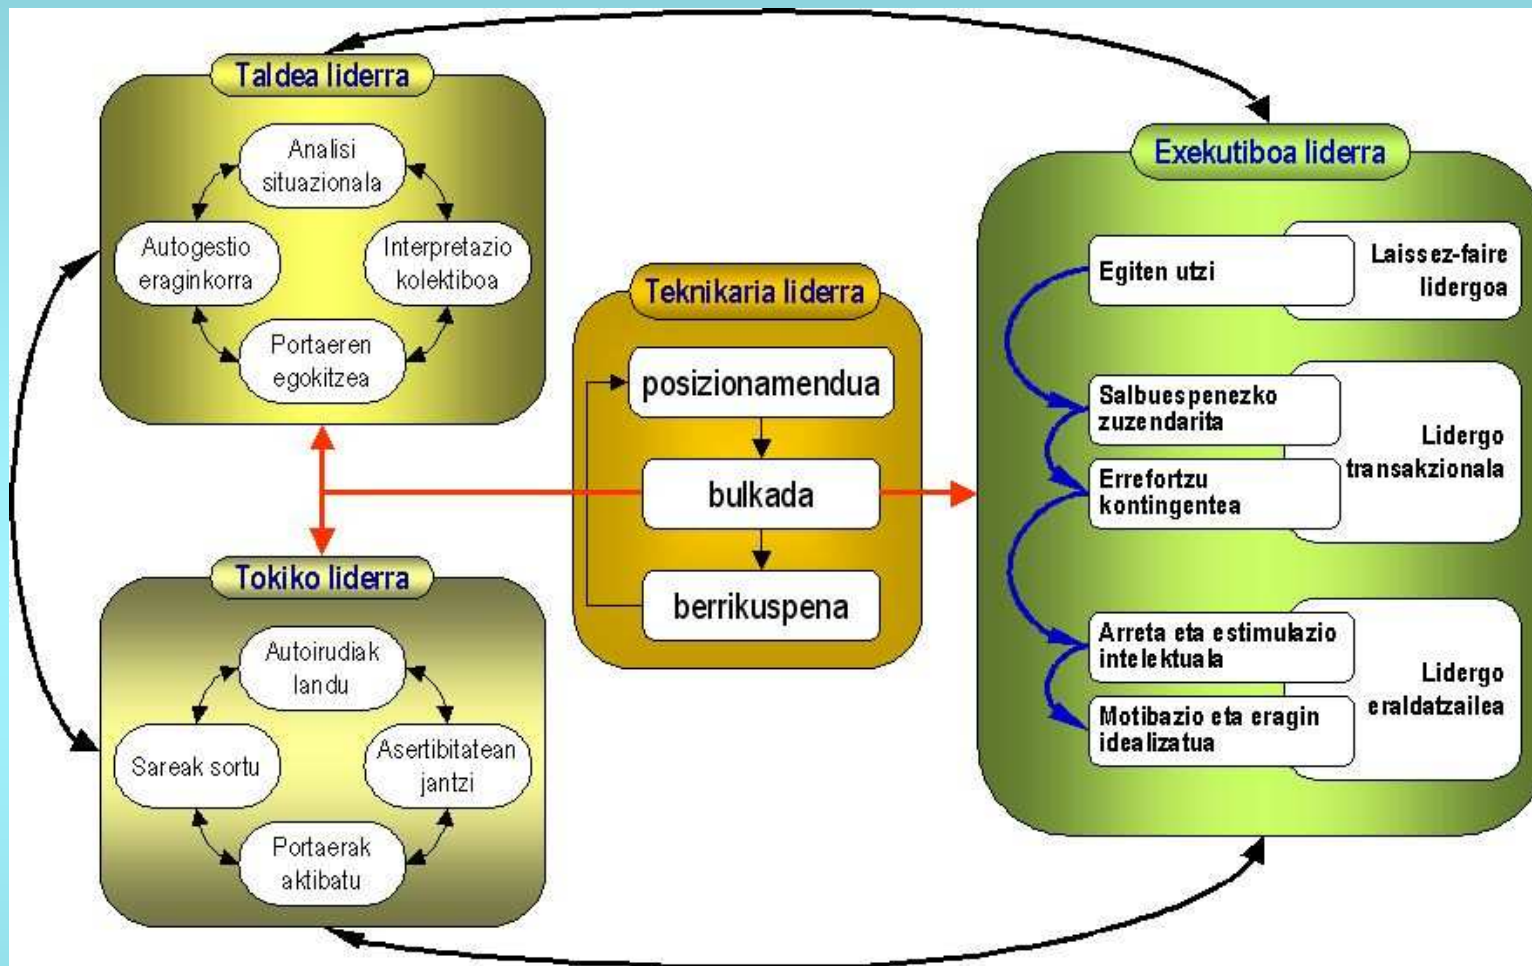 Taldea liderra
Analisi
situazionala
Autogestio
eraginkorra
Interpretazio
kolektiboa
Portaeren
egokitzea
Tokiko liderra
Autoirudiak
landu
Sareak sortu
Asertibitatean
jantzi
Portaerak
aktibatu
Teknikaria liderra
posizionamendua
bulkada
berrikuspena
Exekutiboa liderra
Egiten utzi
Laissez-faire
lidergoa
Salbuespenezko
zuzendarita
Errefortzu
kontingentea
Lidergo
transakzionala
Arreta eta estimulazio
intelektuala
Motibazio eta eragin
idealizatua
Lidergo
eraldatzailea